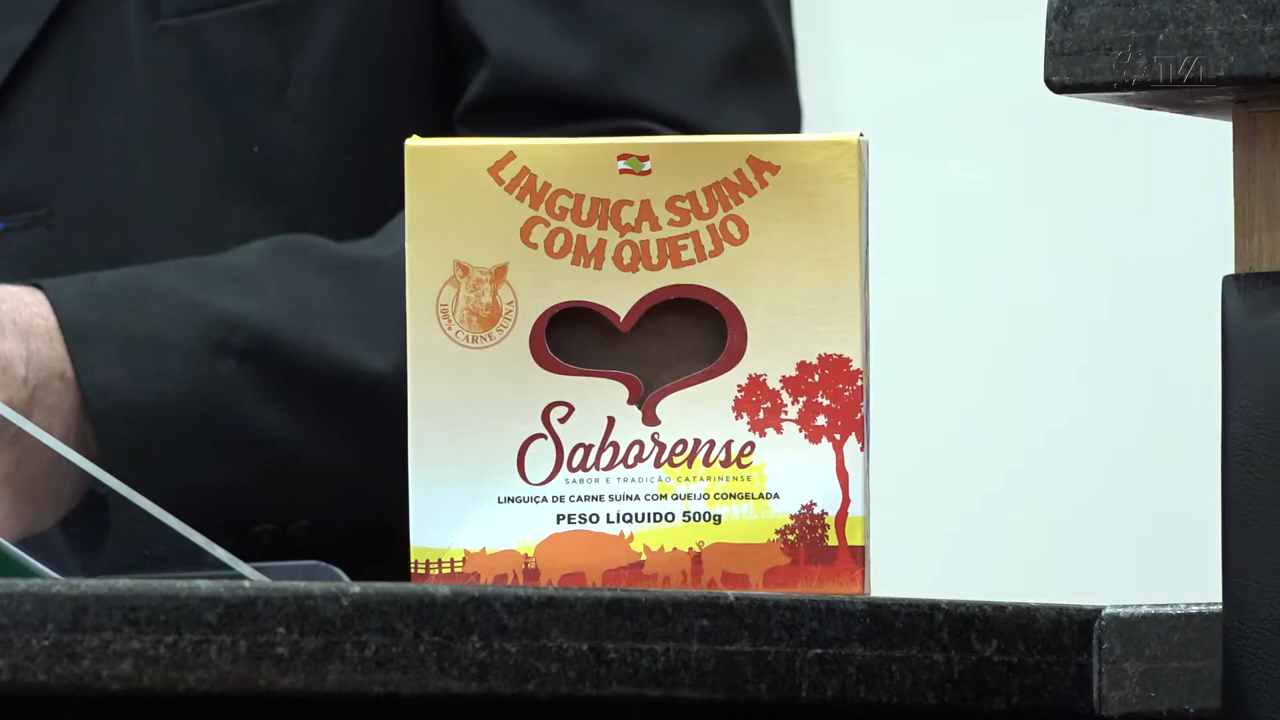 LINGUIÇA SUINA
COM QUEIJO
100% CARNE SUINA
Saborense
SABOR E TRADIÇÃO CATARINENSE
LINGUIÇA DE CARNE SUÍNA COM QUEIJO CONGELADA
PESO LÍQUIDO 500g